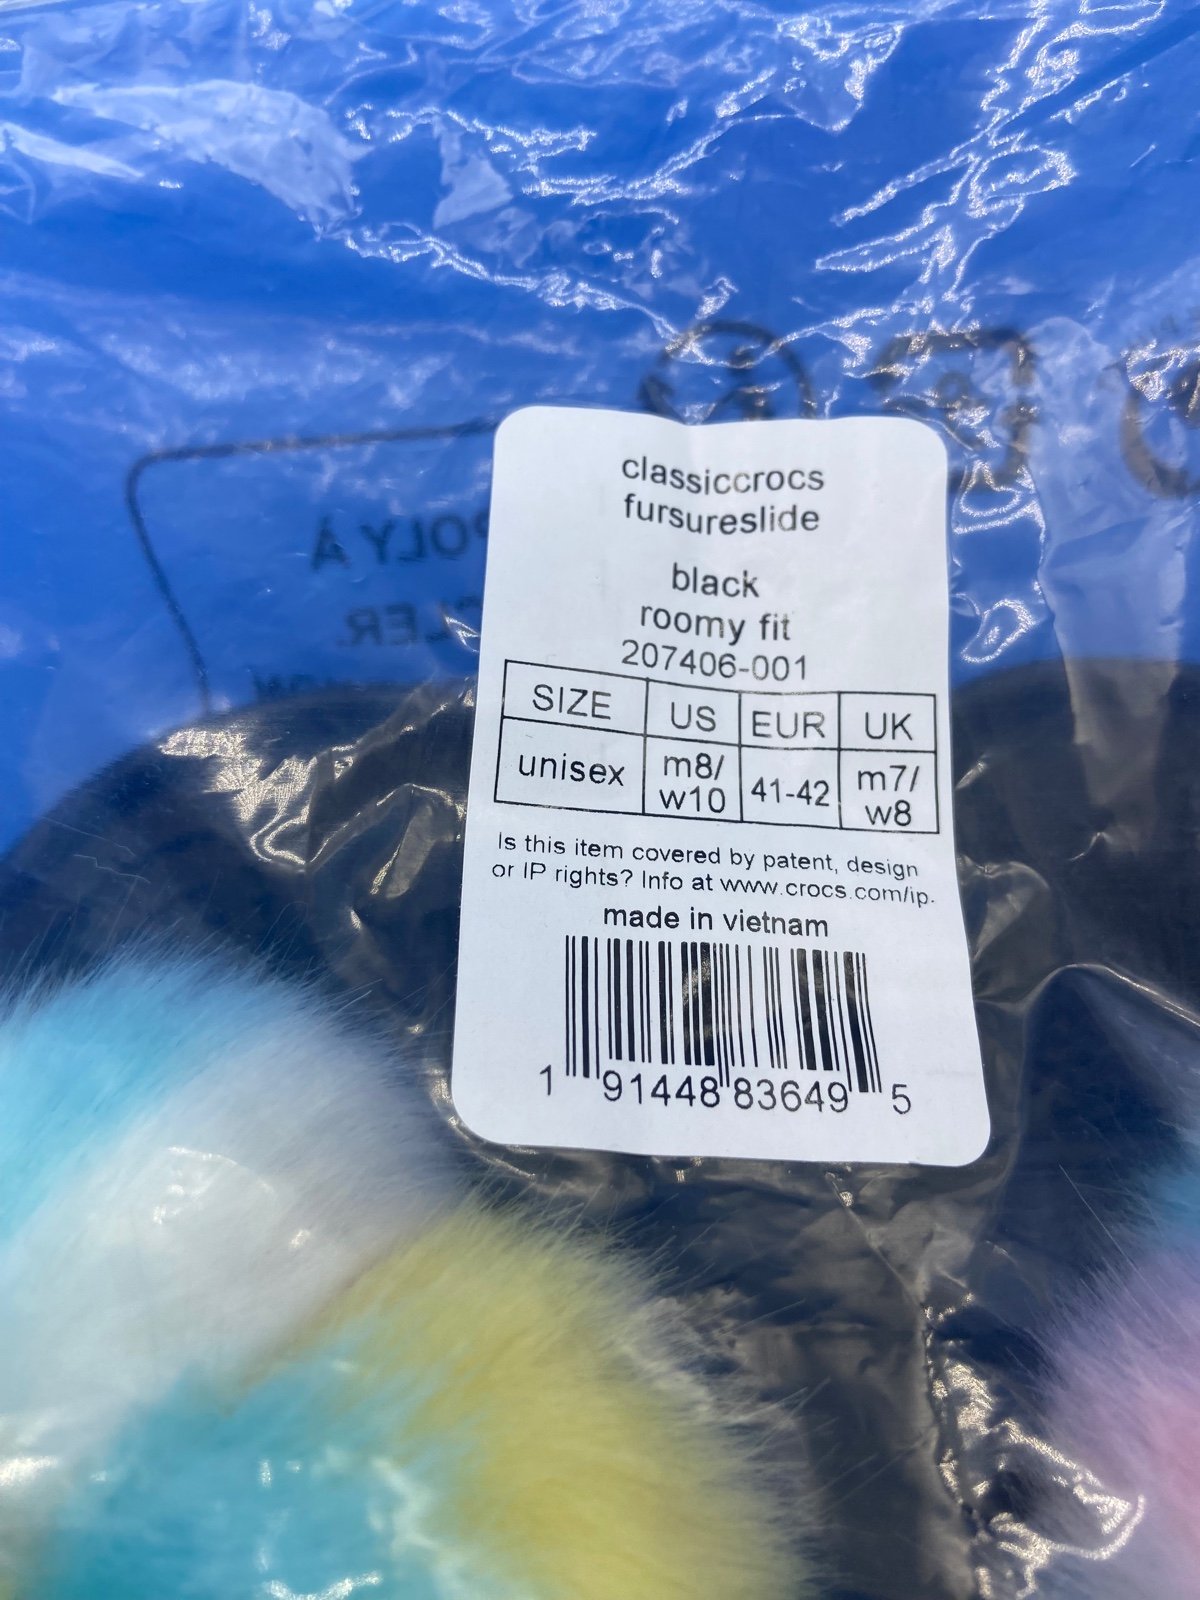 classiccrocs
fursureslide
black
roomy fit
207406-001
SIZE US EUR UK
unisex m8/ w10 41-42 m7/ w8
Is this item covered by patent, design
or IP rights? Info at www.crocs.com/ip.
made in vietnam
1 91448 83649 5
POLY A